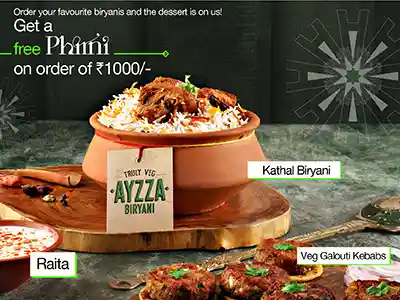 Order your favourite biryanis and the dessert is on us!
Get a
free Phirni
on order of ₹1000/-
TRULY VEG
AYZZA
BIRYANI
Kathal Biryani
Raita
Veg Galouti Kebabs